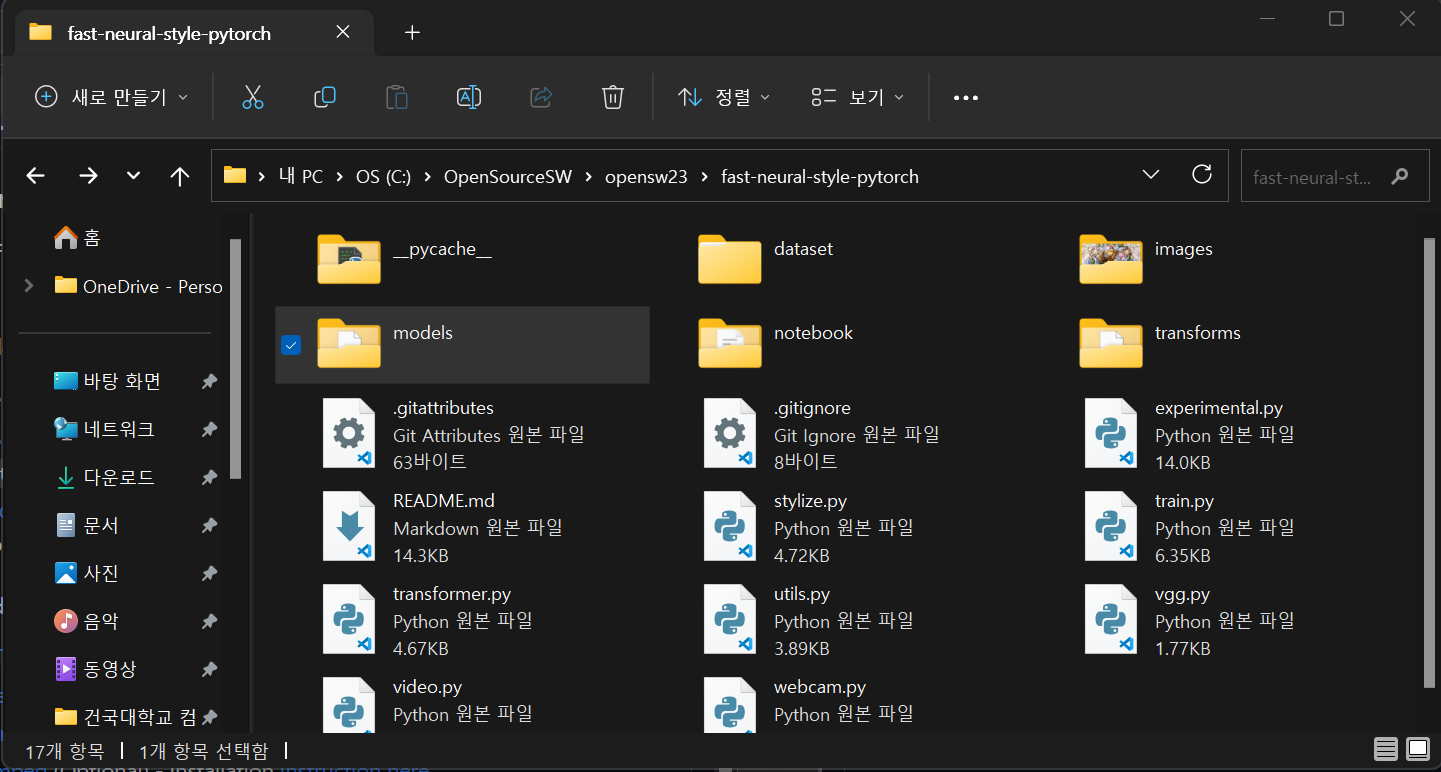 fast-neural-style-pytorch
새로 만들기
정렬
보기
내 PC
OS (C:)
OpenSourceSW
opensw23
fast-neural-style-pytorch
fast-neural-st...
홈
OneDrive - Perso
바탕 화면
네트워크
다운로드
문서
사진
음악
동영상
건국대학교 컴
__pycache__
dataset
images
models
notebook
transforms
.gitattributes
Git Attributes 원본 파일
63바이트
.gitignore
Git Ignore 원본 파일
8바이트
experimental.py
Python 원본 파일
14.0KB
README.md
Markdown 원본 파일
14.3KB
stylize.py
Python 원본 파일
4.72KB
train.py
Python 원본 파일
6.35KB
transformer.py
Python 원본 파일
4.67KB
utils.py
Python 원본 파일
3.89KB
vgg.py
Python 원본 파일
1.77KB
video.py
Python 원본 파일
webcam.py
Python 원본 파일
17개 항목
1개 항목 선택함